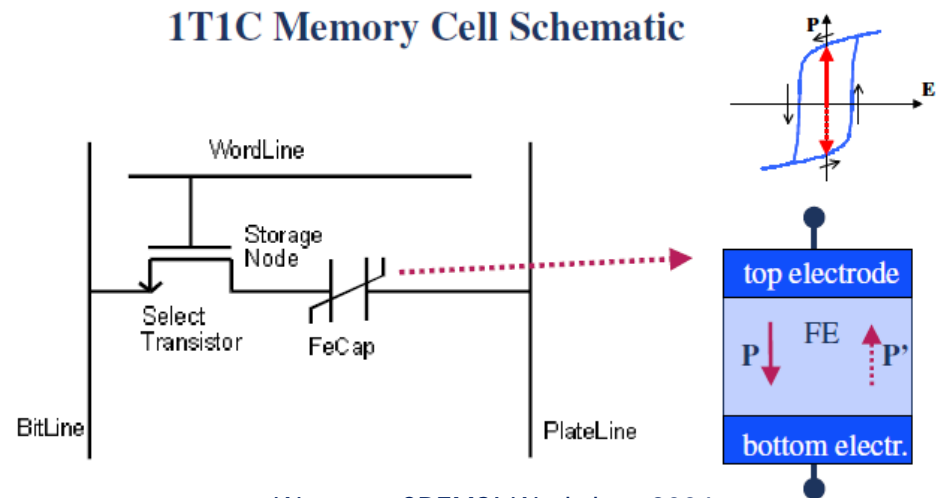 1T1C Memory Cell Schematic
P
E
WordLine
Storage
Node
Select
Transistor
FeCap
BitLine
PlateLine
top electrode
FE
P
P’
bottom electr.